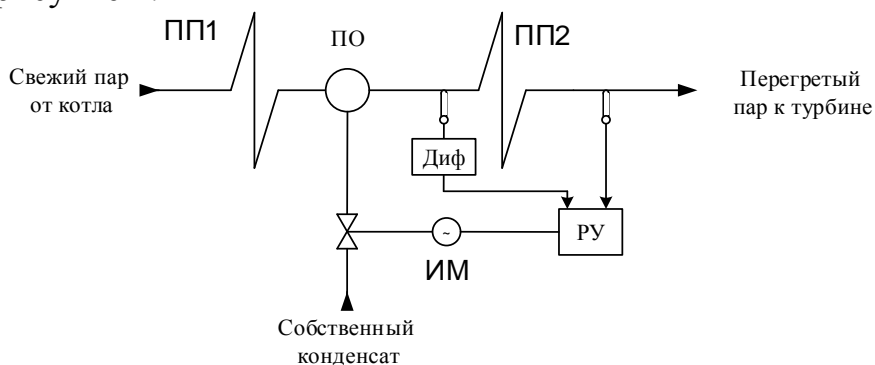 ПП1
ПО
ПП2
Свежий пар
от котла
Перегретый
пар к турбине
Диф
РУ
~
ИМ
Собственный
конденсат